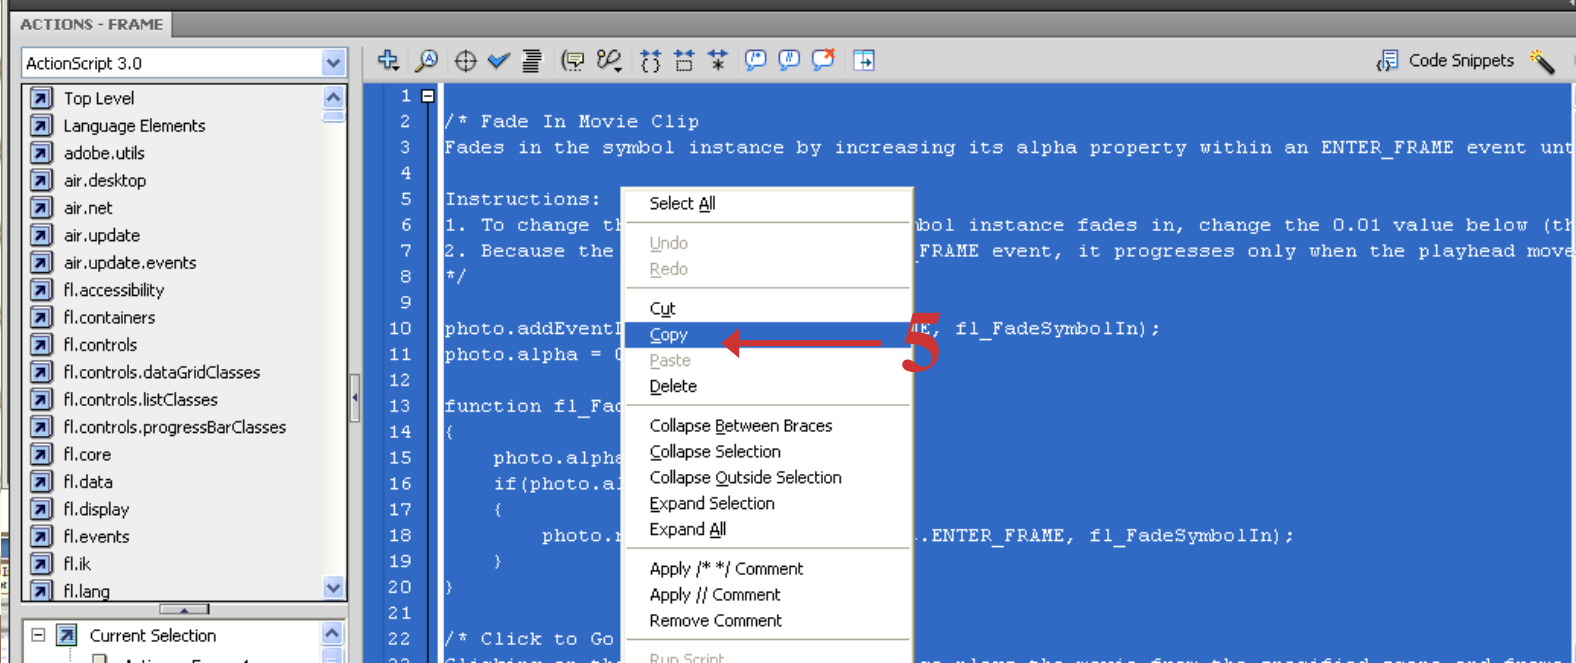 ACTIONS - FRAME
ActionScript 3.0
Code Snippets
Top Level
Language Elements
adobe.utils
air.desktop
air.net
air.update
air.update.events
fl.accessibility
fl.containers
fl.controls
fl.controls.dataGridClasses
fl.controls.listClasses
fl.controls.progressBarClasses
fl.core
fl.data
fl.display
fl.events
fl.ik
fl.lang
Current Selection
1
2 /* Fade In Movie Clip
3 Fades in the symbol instance by increasing its alpha property within an ENTER_FRAME event unt
4
5 Instructions:
6 1. To change th bol instance fades in, change the 0.01 value below (th
7 2. Because the FRAME event, it progresses only when the playhead move
8 */
9
10 photo.addEventL E, fl_FadeSymbolIn);
11 photo.alpha = 0
12
13 function fl_Fad
14 {
15 photo.alpha
16 if(photo.al
17 {
18 photo.r .ENTER_FRAME, fl_FadeSymbolIn);
19 }
20 }
21
22 /* Click to Go
Select All
Undo
Redo
Cut
Copy
Paste
Delete
Collapse Between Braces
Collapse Selection
Collapse Outside Selection
Expand Selection
Expand All
Apply /* */ Comment
Apply // Comment
Remove Comment
Run Script
5